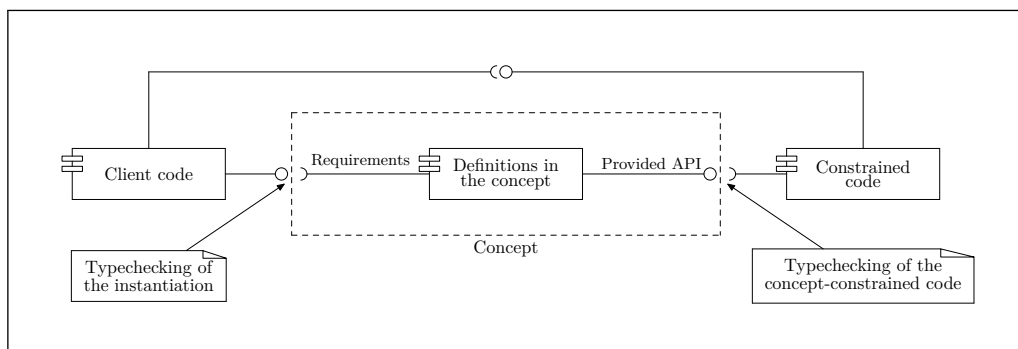 Client code
Requirements
Definitions in
the concept
Provided API
Constrained
code
Concept
Typechecking of
the instantiation
Typechecking of the
concept-constrained code